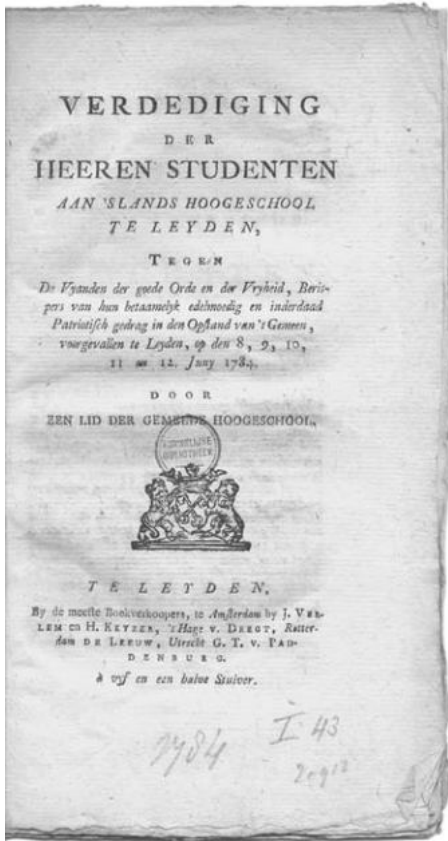 VERDEDIGING
DER
HEEREN STUDENTEN
AAN 'SLANDS HOOGESCHOOL
TE LEYDEN,
TEGEN
De Vyanden der goede Orde en der Vryheid, Beris-
pers van hun betaamelyk edelmoedig en inderdaad
Patriotisch gedrag in den Opstand van 't Gemeen,
voorgevallen te Leyden, op den 8, 9, 10,
11 en 12. Juny 1784.
DOOR
EEN LID DER GEMELDE HOOGESCHOOL.
KONINKLIJKE
BIBLIOTHEEK
TE LEYDEN,
By de meeste Boekverkoopers, te Amsterdam by J. VER-
LEM en H. KEYZER, 's Hage v. DREGT, Rotter-
dam DE LEEUW, Utrecht G. T. v. PAD-
DENBURG.
à vyf en een halve Stuiver.
1784
I 43